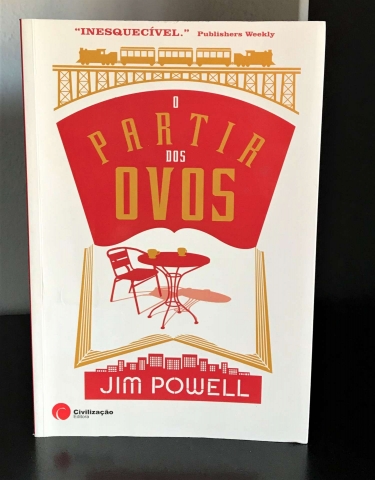 "INESQUECÍVEL." Publishers Weekly
O
PARTIR
DOS
OVOS
JIM POWELL
C
Civilização
Editora